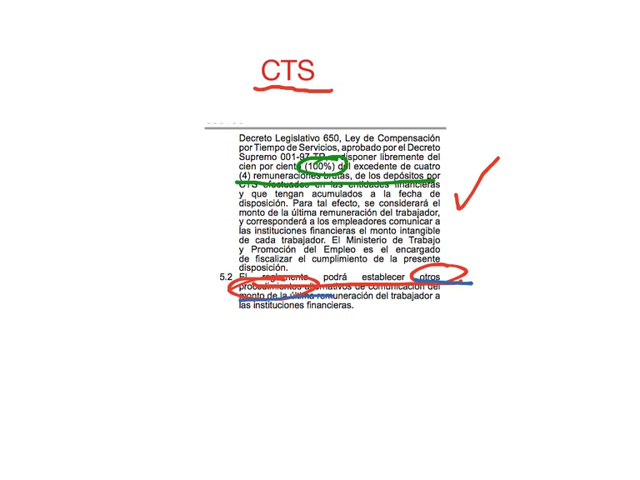 CTS
Decreto Legislativo 650, Ley de Compensación
por Tiempo de Servicios, aprobado por el Decreto
Supremo 001-97-TR, disponer libremente del
cien por ciento (100%) del excedente de cuatro
(4) remuneraciones brutas, de los depósitos por
CTS efectuados en las entidades financieras
y que tengan acumulados a la fecha de
disposición. Para tal efecto, se considerará el
monto de la última remuneración del trabajador,
y corresponderá a los empleadores comunicar a
las instituciones financieras el monto intangible
de cada trabajador. El Ministerio de Trabajo
y Promoción del Empleo es el encargado
de fiscalizar el cumplimiento de la presente
disposición.
5.2 El reglamento podrá establecer otros
procedimientos alternativos de comunicación del
monto de la última remuneración del trabajador a
las instituciones financieras.